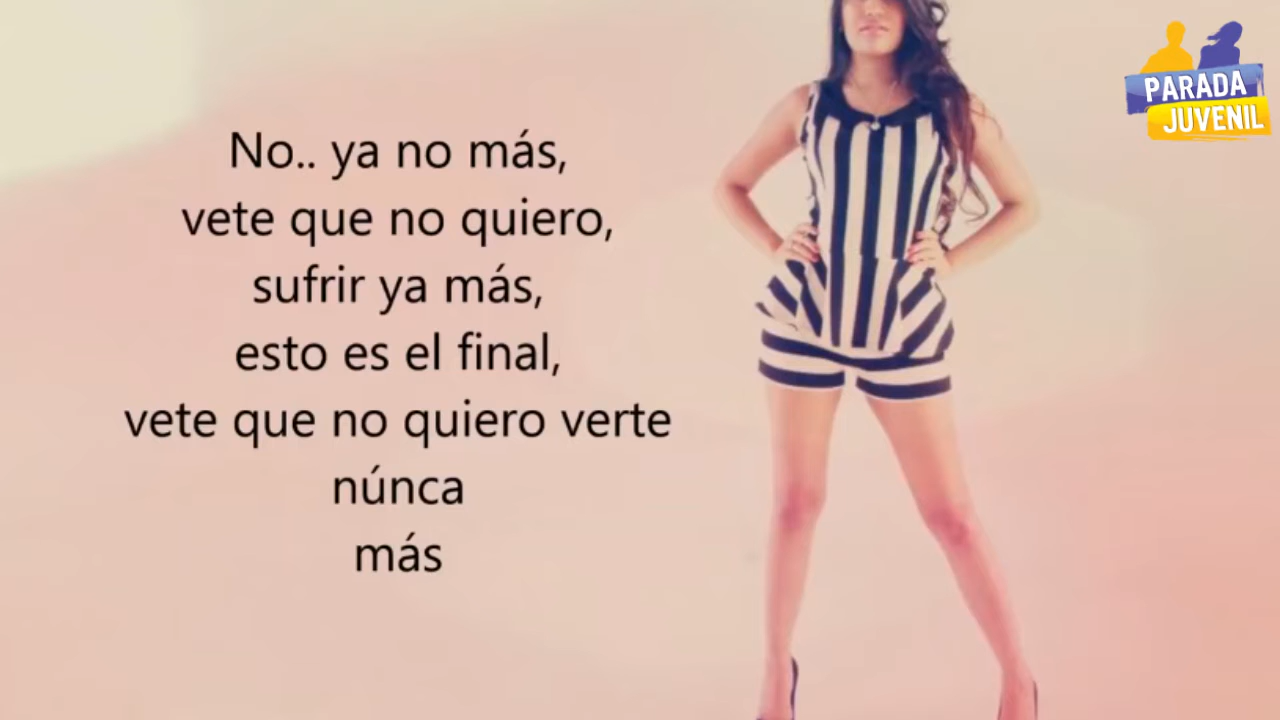 No.. ya no más,
vete que no quiero,
sufrir ya más,
esto es el final,
vete que no quiero verte
núnca
más
PARADA
JUVENIL